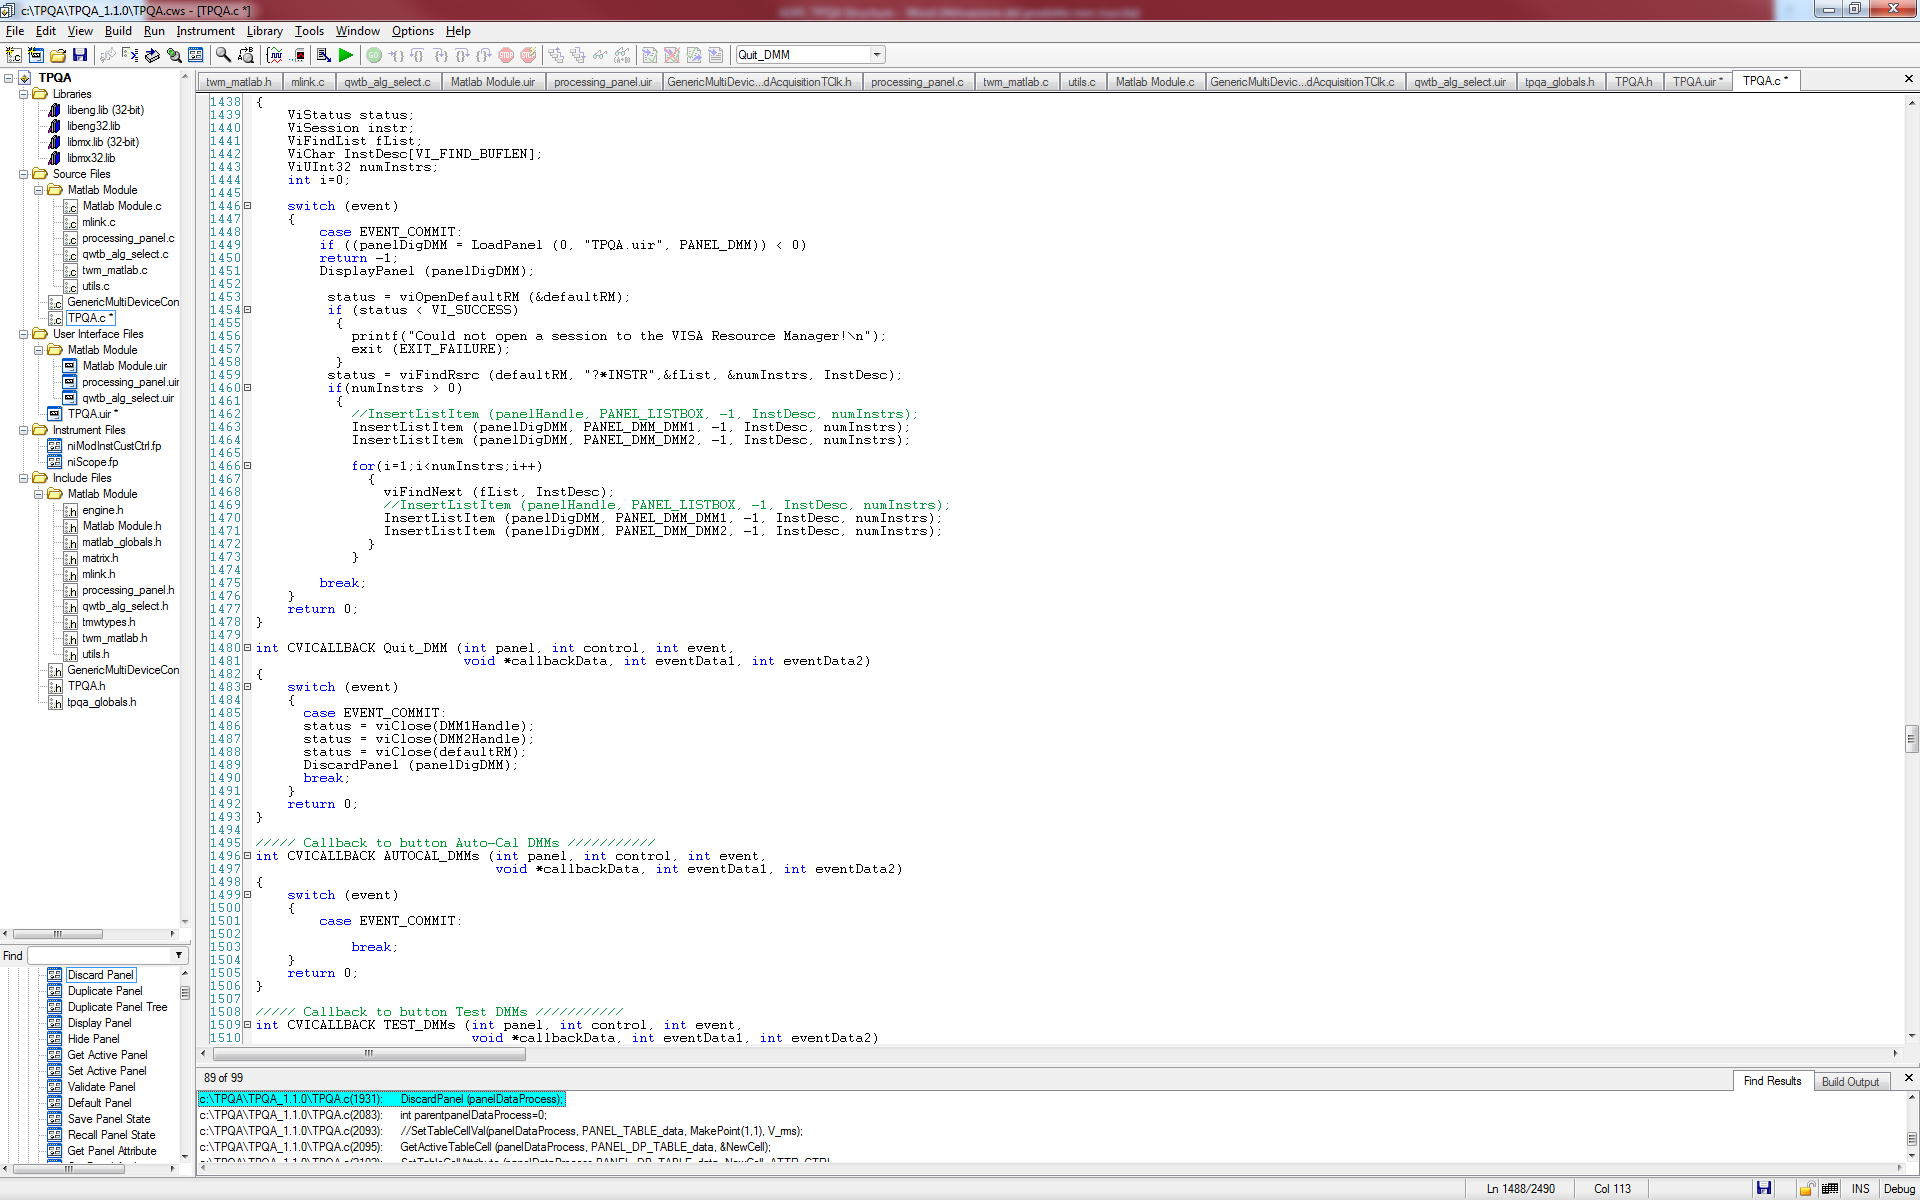 c:\TPQA\TPQA_1.1.0\TPQA.cws - [TPQA.c *]
File Edit View Build Run Instrument Library Tools Window Options Help
Quit_DMM
twm_matlab.h mlink.c qwtb_alg_select.c Matlab Module.uir processing_panel.uir GenericMultiDevic...dAcquisitionTClk.h processing_panel.c twm_matlab.c utils.c Matlab Module.c GenericMultiDevic...dAcquisitionTClk.c qwtb_alg_select.uir tpqa_globals.h TPQA.h TPQA.uir * TPQA.c *
TPQA
Libraries
libeng.lib (32-bit)
libeng32.lib
libmx.lib (32-bit)
libmx32.lib
Source Files
Matlab Module
Matlab Module.c
mlink.c
processing_panel.c
qwtb_alg_select.c
twm_matlab.c
utils.c
GenericMultiDeviceCon
TPQA.c *
User Interface Files
Matlab Module
Matlab Module.uir
processing_panel.uir
qwtb_alg_select.uir
TPQA.uir *
Instrument Files
niModInstCustCtrl.fp
niScope.fp
Include Files
Matlab Module
engine.h
Matlab Module.h
matlab_globals.h
matrix.h
mlink.h
processing_panel.h
qwtb_alg_select.h
tmwtypes.h
twm_matlab.h
utils.h
GenericMultiDeviceCon
TPQA.h
tpqa_globals.h
Find
Discard Panel
Duplicate Panel
Duplicate Panel Tree
Display Panel
Hide Panel
Get Active Panel
Set Active Panel
Validate Panel
Default Panel
Save Panel State
Recall Panel State
Get Panel Attribute
1438 {
1439 ViStatus status;
1440 ViSession instr;
1441 ViFindList fList;
1442 ViChar InstDesc[VI_FIND_BUFLEN];
1443 ViUInt32 numInstrs;
1444 int i=0;
1445
1446 switch (event)
1447 {
1448 case EVENT_COMMIT:
1449 if ((panelDigDMM = LoadPanel (0, "TPQA.uir", PANEL_DMM)) < 0)
1450 return -1;
1451 DisplayPanel (panelDigDMM);
1452
1453 status = viOpenDefaultRM (&defaultRM);
1454 if (status < VI_SUCCESS)
1455 {
1456 printf("Could not open a session to the VISA Resource Manager!\n");
1457 exit (EXIT_FAILURE);
1458 }
1459 status = viFindRsrc (defaultRM, "?*INSTR",&fList, &numInstrs, InstDesc);
1460 if(numInstrs > 0)
1461 {
1462 //InsertListItem (panelHandle, PANEL_LISTBOX, -1, InstDesc, numInstrs);
1463 InsertListItem (panelDigDMM, PANEL_DMM_DMM1, -1, InstDesc, numInstrs);
1464 InsertListItem (panelDigDMM, PANEL_DMM_DMM2, -1, InstDesc, numInstrs);
1465
1466 for(i=1;i<numInstrs;i++)
1467 {
1468 viFindNext (fList, InstDesc);
1469 //InsertListItem (panelHandle, PANEL_LISTBOX, -1, InstDesc, numInstrs);
1470 InsertListItem (panelDigDMM, PANEL_DMM_DMM1, -1, InstDesc, numInstrs);
1471 InsertListItem (panelDigDMM, PANEL_DMM_DMM2, -1, InstDesc, numInstrs);
1472 }
1473 }
1474
1475 break;
1476 }
1477 return 0;
1478 }
1479
1480 int CVICALLBACK Quit_DMM (int panel, int control, int event,
1481 void *callbackData, int eventData1, int eventData2)
1482 {
1483 switch (event)
1484 {
1485 case EVENT_COMMIT:
1486 status = viClose(DMM1Handle);
1487 status = viClose(DMM2Handle);
1488 status = viClose(defaultRM);
1489 DiscardPanel (panelDigDMM);
1490 break;
1491 }
1492 return 0;
1493 }
1494
1495 ///// Callback to button Auto-Cal DMMs ///////////
1496 int CVICALLBACK AUTOCAL_DMMs (int panel, int control, int event,
1497 void *callbackData, int eventData1, int eventData2)
1498 {
1499 switch (event)
1500 {
1501 case EVENT_COMMIT:
1502
1503 break;
1504 }
1505 return 0;
1506 }
1507
1508 ///// Callback to button Test DMMs ///////////
1509 int CVICALLBACK TEST_DMMs (int panel, int control, int event,
1510 void *callbackData, int eventData1, int eventData2)
89 of 99
Find Results Build Output
c:\TPQA\TPQA_1.1.0\TPQA.c(1931): DiscardPanel (panelDataProcess);
c:\TPQA\TPQA_1.1.0\TPQA.c(2083): int parentpanelDataProcess=0;
c:\TPQA\TPQA_1.1.0\TPQA.c(2093): //SetTableCellVal(panelDataProcess, PANEL_TABLE_data, MakePoint(1,1), V_ms);
c:\TPQA\TPQA_1.1.0\TPQA.c(2095): GetActiveTableCell (panelDataProcess, PANEL_DP_TABLE_data, &NewCell);
Ln 1488/2490 Col 113 INS Debug